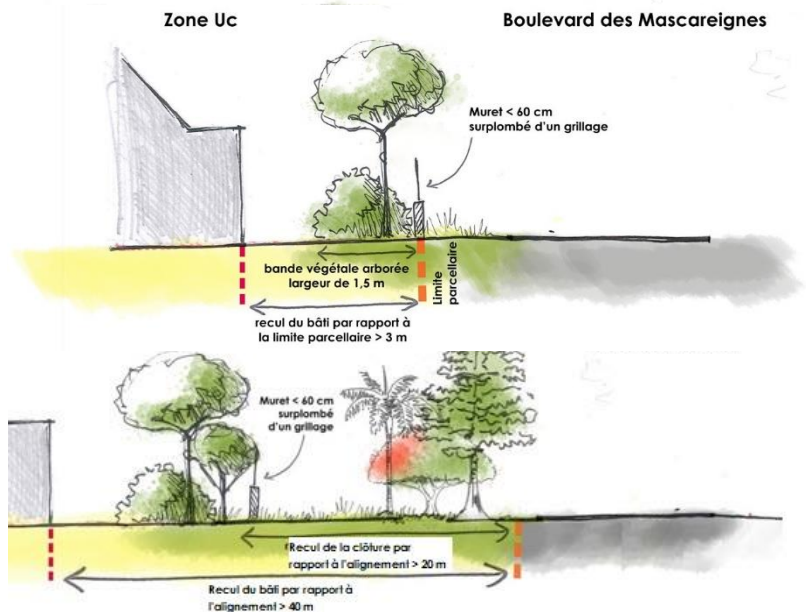 Zone Uc
Boulevard des Mascareignes
Muret < 60 cm
surplombé d'un grillage
bande végétale arborée
largeur de 1,5 m
Limite
parcellaire
recul du bâti par rapport à
la limite parcellaire > 3 m
Muret < 60 cm
surplombé
d'un grillage
Recul de la clôture par
rapport à l'alignement > 20 m
Recul du bâti par rapport à
l'alignement > 40 m